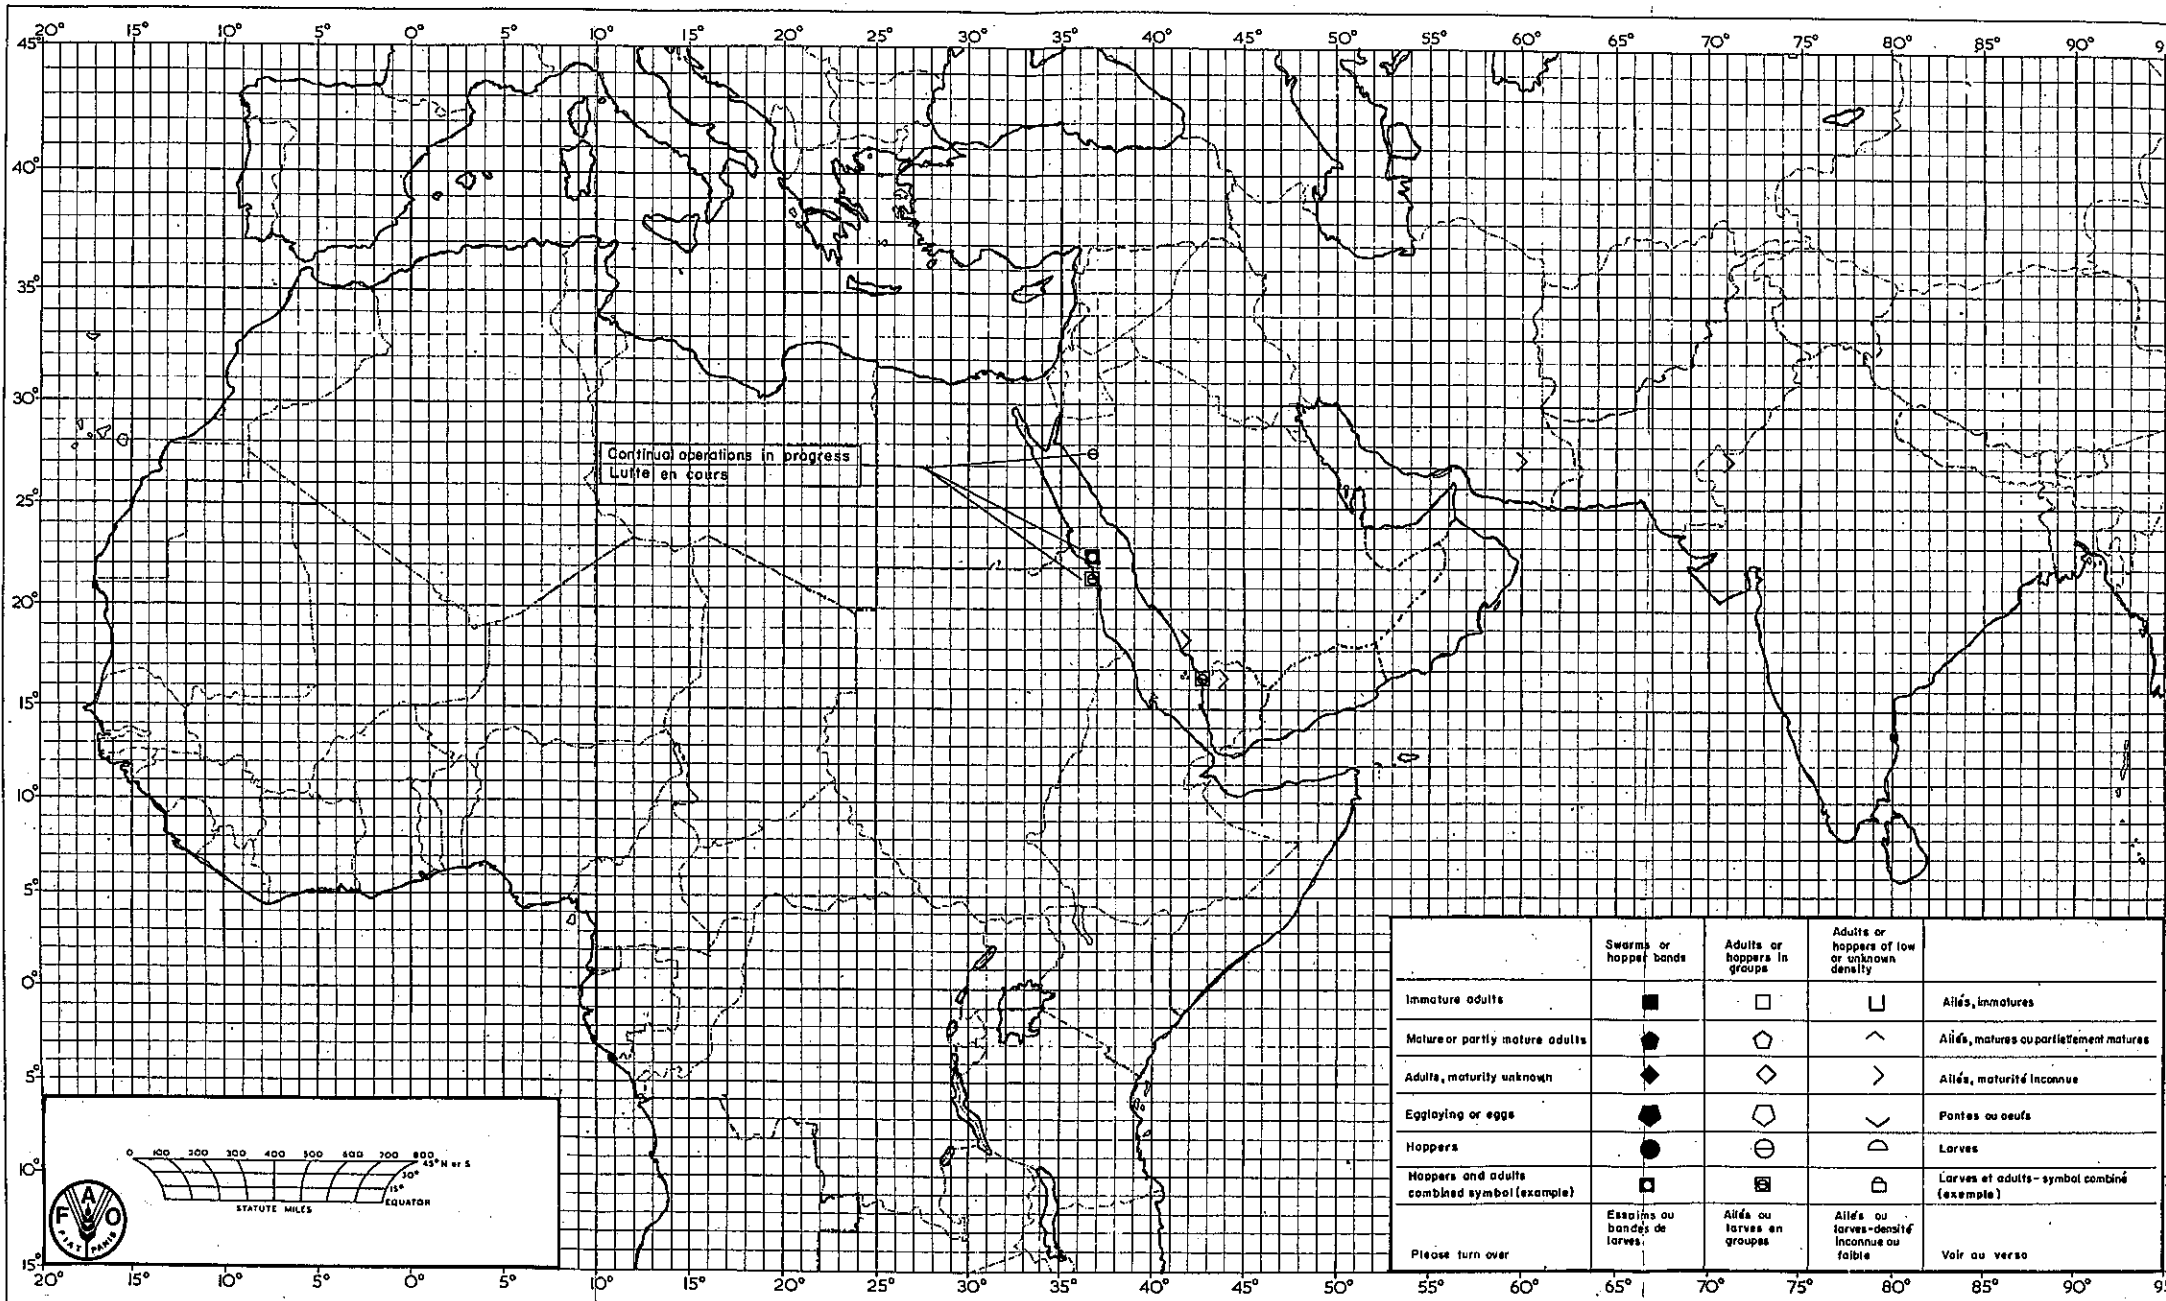 20° 15° 10° 5° 0° 5° 10° 15° 20° 25° 30° 35° 40° 45° 50° 55° 60° 65° 70° 75° 80° 90°
45°
40°
35°
30°
25°
20°
15°
10°
5°
0°
5°
10°
15°
Continual operations in progress
Lutte en cours
0 100 200 300 400 500 600 700 800
45° N or S
30°
15°
EQUATOR
STATUTE MILES
F A O
FIAT PANIS
Swarms or
hopper bands
Adults or
hoppers in
groups
Adults or
hoppers of low
or unknown
density
Immature adults
Ailés, immatures
Mature or partly mature adults
Ailés, matures ou partiellement matures
Adults, maturity unknown
Ailés, maturité inconnue
Egglaying or eggs
Pontes ou oeufs
Hoppers
Larves
Hoppers and adults
combined symbol (example)
Larves et adults - symbol combiné
(exemple)
Essaims ou
bandes de
larves
Ailés ou
larves en
groupes
Ailés ou
larves-densité
inconnue ou
faible
Please turn over
Voir au verso
20° 15° 10° 5° 0° 5° 10° 15° 20° 25° 30° 35° 40° 45° 50° 55° 60° 65° 70° 75° 80° 90°